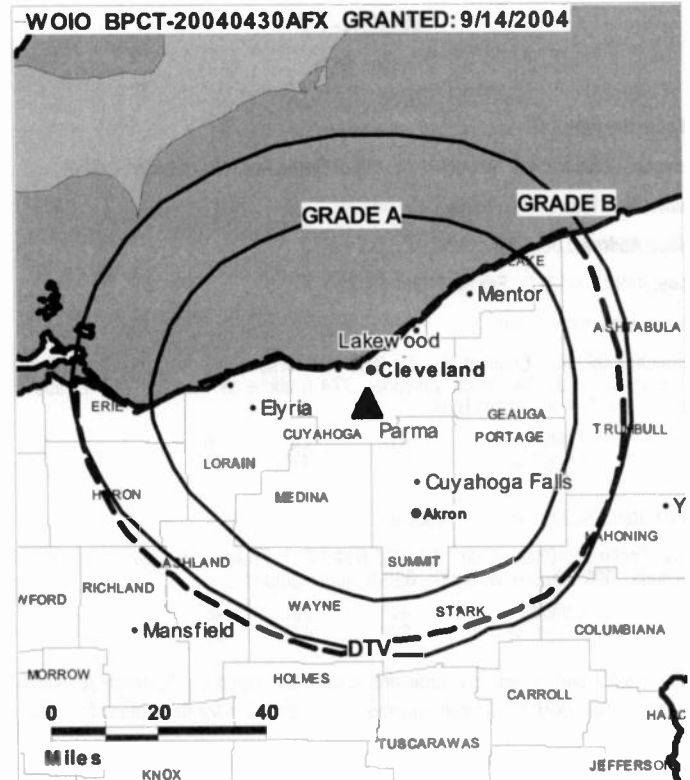 WOIO BPCT-20040430AFX GRANTED: 9/14/2004
GRADE B
GRADE A
LAKE
Mentor
ASHTABULA
Lakewood
Cleveland
ERIE
Elyria
GEAUGA
CUYAHOGA
Parma
PORTAGE
TRUMBULL
LORAIN
Cuyahoga Falls
MEDINA
HURON
Y
Akron
MAHONING
ASHLAND
SUMMIT
RICHLAND
WFORD
WAYNE
STARK
Mansfield
COLUMBIANA
DTV
MORROW
HOLMES
CARROLL
0 20 40
Miles
TUSCARAWAS
JEFFERSON
KNOX